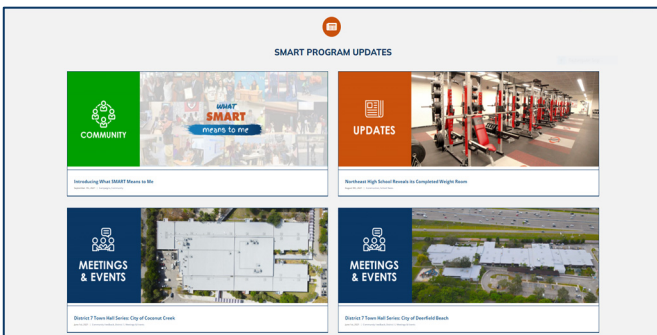 SMART PROGRAM UPDATES
COMMUNITY
WHAT
SMART
means to me
UPDATES
Introducing What SMART Means to Me
Northeast High School Reveals its Completed Weight Room
MEETINGS
& EVENTS
MEETINGS
& EVENTS
District 7 Town Hall Series: City of Coconut Creek
District 7 Town Hall Series: City of Deerfield Beach